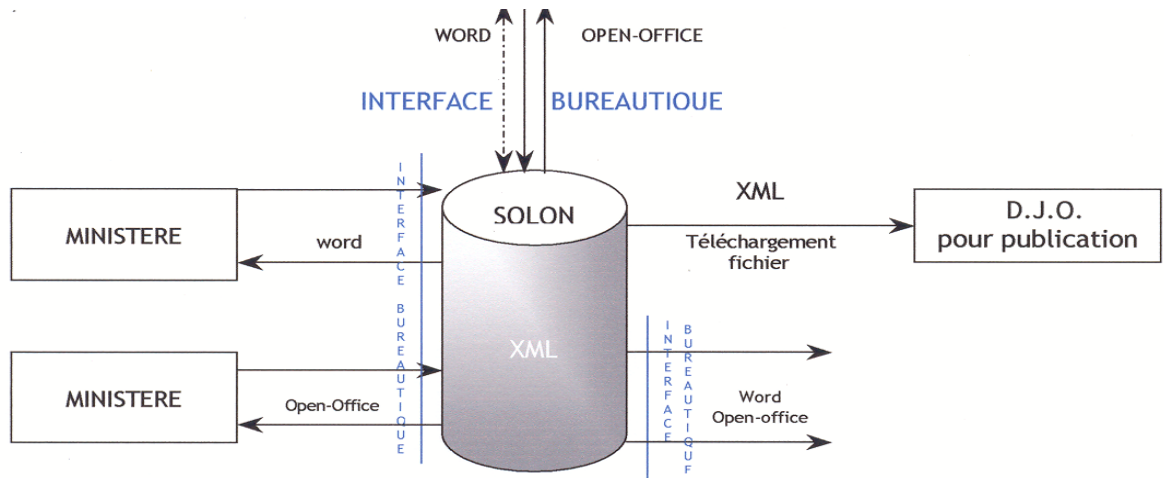 WORD OPEN-OFFICE
INTERFACE BUREAUTIQUE
MINISTERE
word
INTERFACE BUREAUTIQUE
SOLON
XML
Téléchargement
fichier
D.J.O.
pour publication
MINISTERE
Open-Office
XML
INTERFACE
BUREAUTIQUF
Word
Open-office